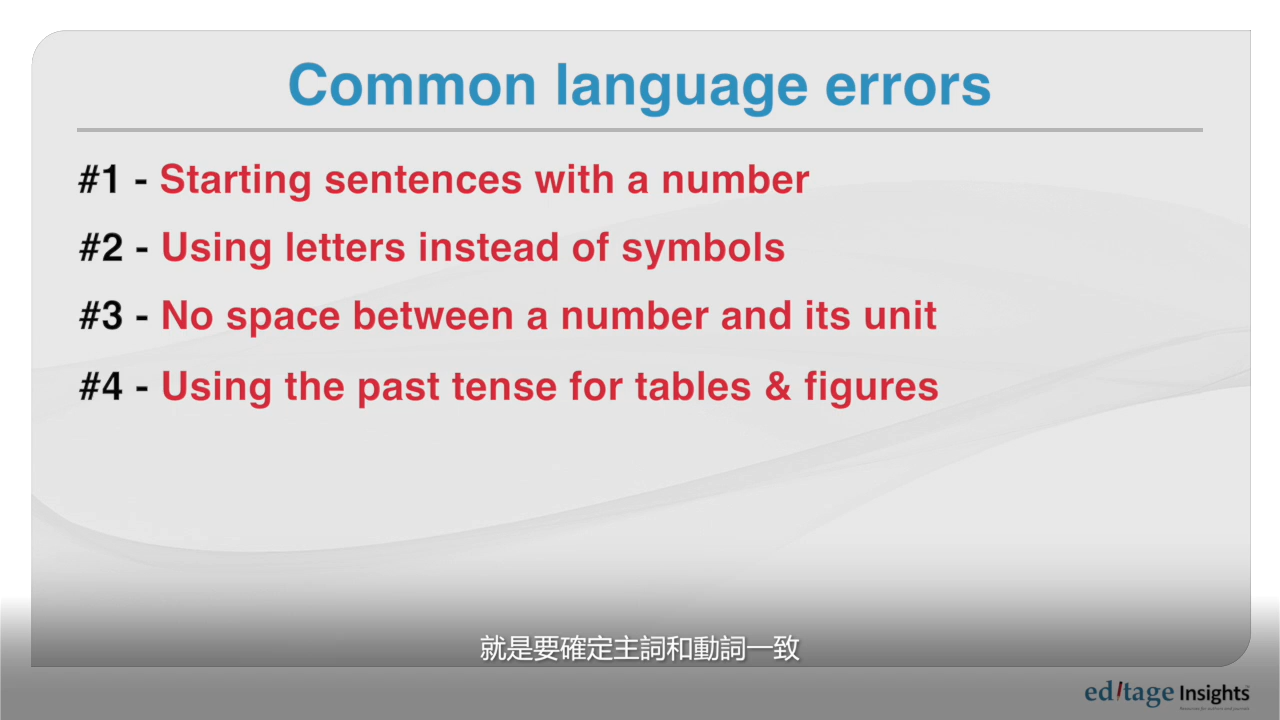 Common language errors
#1 - Starting sentences with a number
#2 - Using letters instead of symbols
#3 - No space between a number and its unit
#4 - Using the past tense for tables & figures
就是要確定主詞和動詞一致
editage Insights